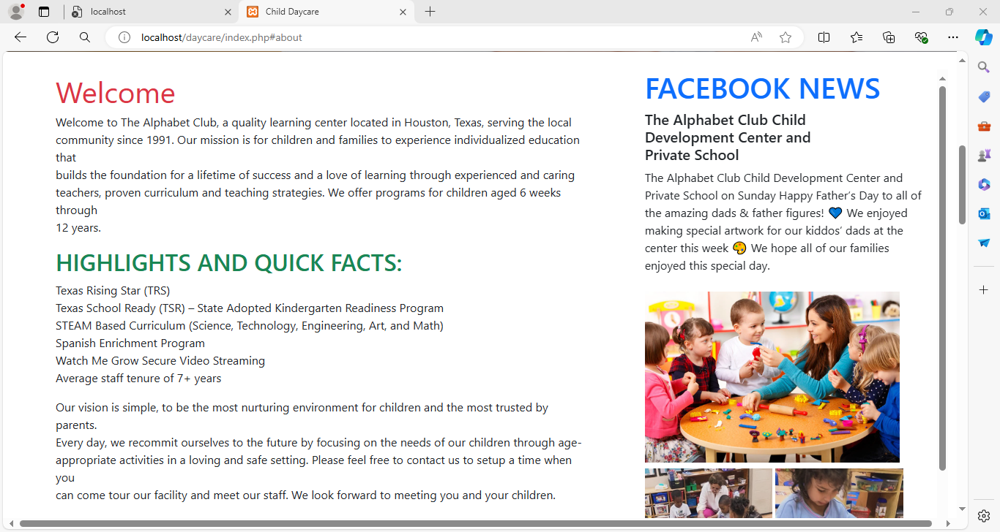 localhost
Child Daycare
localhost/daycare/index.php#about
Welcome
Welcome to The Alphabet Club, a quality learning center located in Houston, Texas, serving the local
community since 1991. Our mission is for children and families to experience individualized education
that
builds the foundation for a lifetime of success and a love of learning through experienced and caring
teachers, proven curriculum and teaching strategies. We offer programs for children aged 6 weeks
through
12 years.
HIGHLIGHTS AND QUICK FACTS:
Texas Rising Star (TRS)
Texas School Ready (TSR) – State Adopted Kindergarten Readiness Program
STEAM Based Curriculum (Science, Technology, Engineering, Art, and Math)
Spanish Enrichment Program
Watch Me Grow Secure Video Streaming
Average staff tenure of 7+ years
Our vision is simple, to be the most nurturing environment for children and the most trusted by
parents.
Every day, we recommit ourselves to the future by focusing on the needs of our children through age-
appropriate activities in a loving and safe setting. Please feel free to contact us to setup a time when
you
can come tour our facility and meet our staff. We look forward to meeting you and your children.
FACEBOOK NEWS
The Alphabet Club Child
Development Center and
Private School
The Alphabet Club Child Development Center and
Private School on Sunday Happy Father’s Day to all of
the amazing dads & father figures! 💙 We enjoyed
making special artwork for our kiddos’ dads at the
center this week 🎨 We hope all of our families
enjoyed this special day.